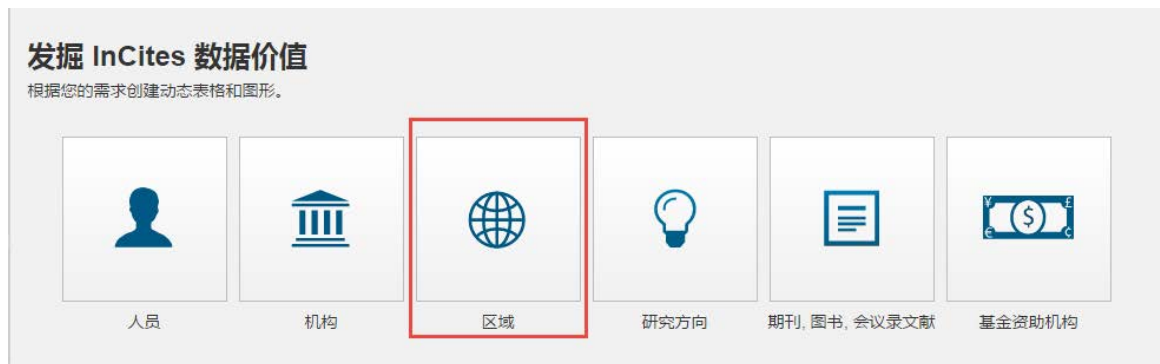 发掘 InCites 数据价值
根据您的需求创建动态表格和图形。
¥ £ $ € ¢
人员 机构 区域 研究方向 期刊, 图书, 会议录文献 基金资助机构